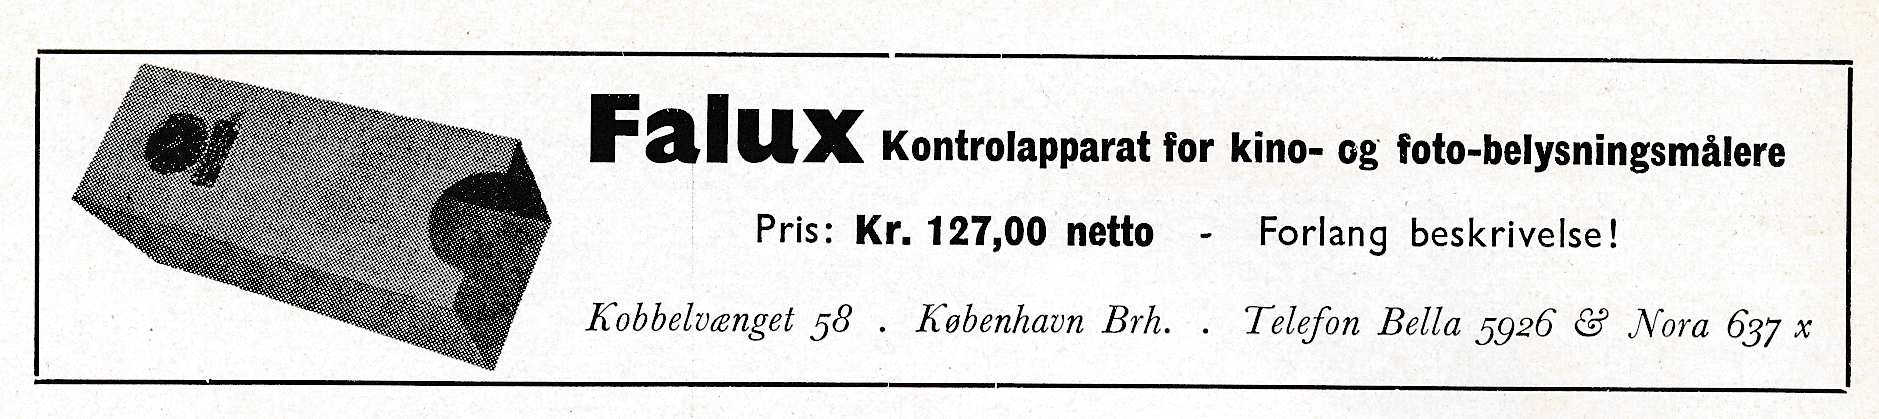 Falux Kontrolapparat for kino- og foto-belysningsmålere
Pris: Kr. 127,00 netto - Forlang beskrivelse!
Kobbelvænget 58 . København Brh. . Telefon Bella 5926 & Nora 637 x